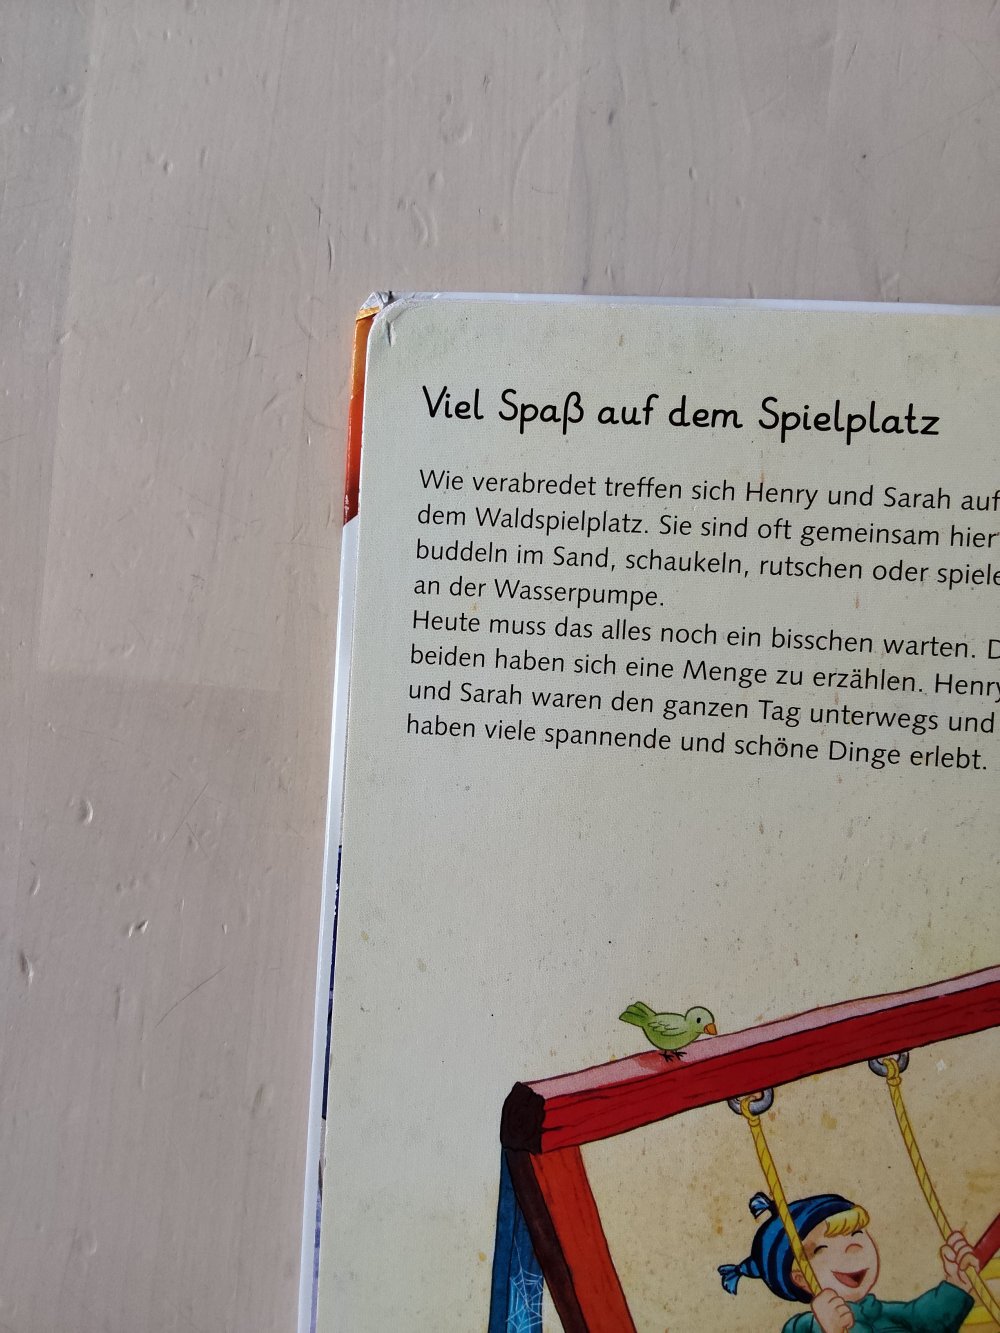 Viel Spaß auf dem Spielplatz
Wie verabredet treffen sich Henry und Sarah auf
dem Waldspielplatz. Sie sind oft gemeinsam hier
buddeln im Sand, schaukeln, rutschen oder spiele
an der Wasserpumpe.
Heute muss das alles noch ein bisschen warten. D
beiden haben sich eine Menge zu erzählen. Henry
und Sarah waren den ganzen Tag unterwegs und
haben viele spannende und schöne Dinge erlebt.